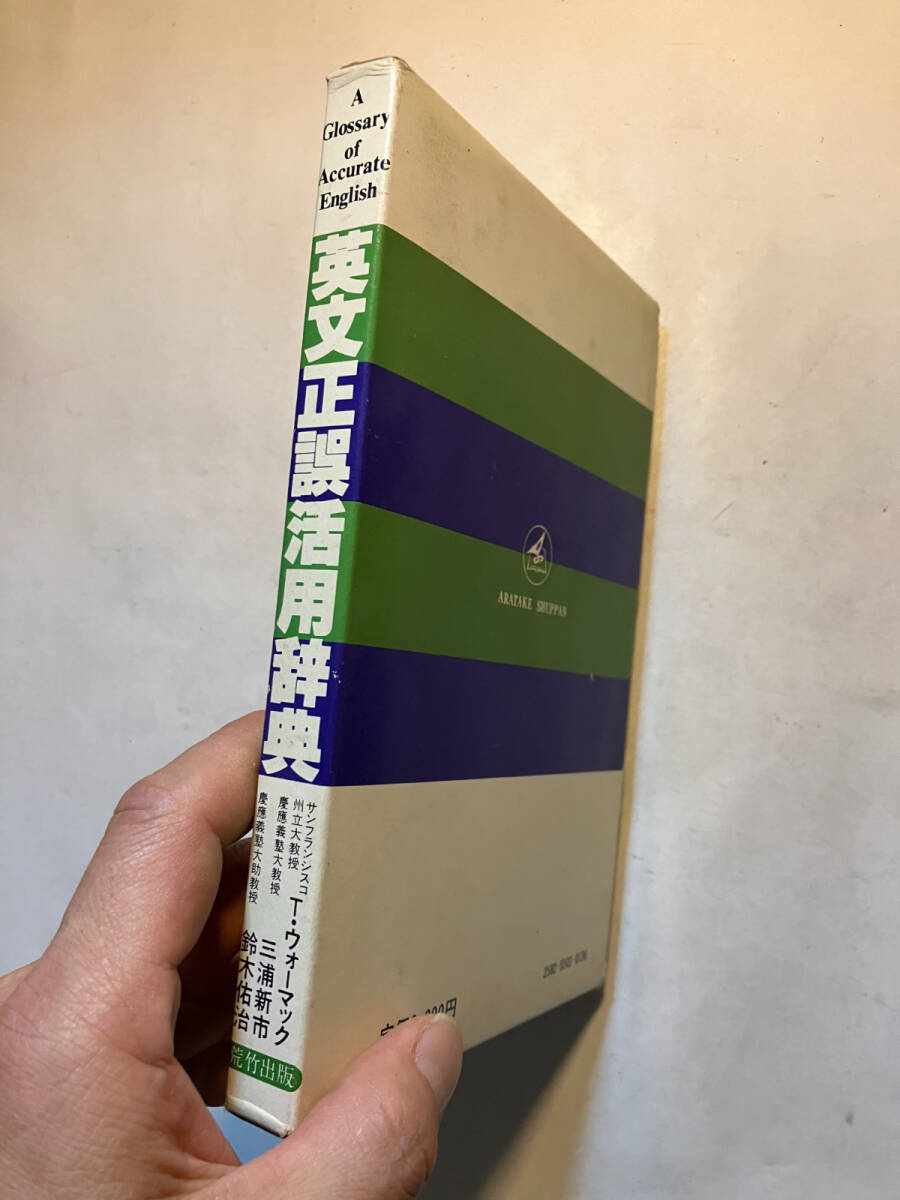 A
Glossary
of
Accurate
English
英文正誤活用辞典
サンフランシスコ
州立大教授
T・ウォーマック
慶應義塾大教授
三浦新市
慶應義塾大助教授
鈴木佑治
荒竹出版
ARATAKE SHUPPAN